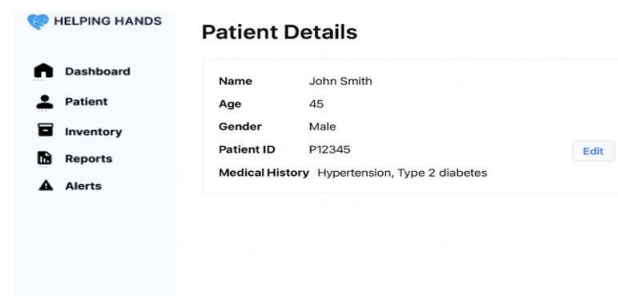 HELPING HANDS
Dashboard
Patient
Inventory
Reports
Alerts
Patient Details
Name John Smith
Age 45
Gender Male
Patient ID P12345
Edit
Medical History Hypertension, Type 2 diabetes